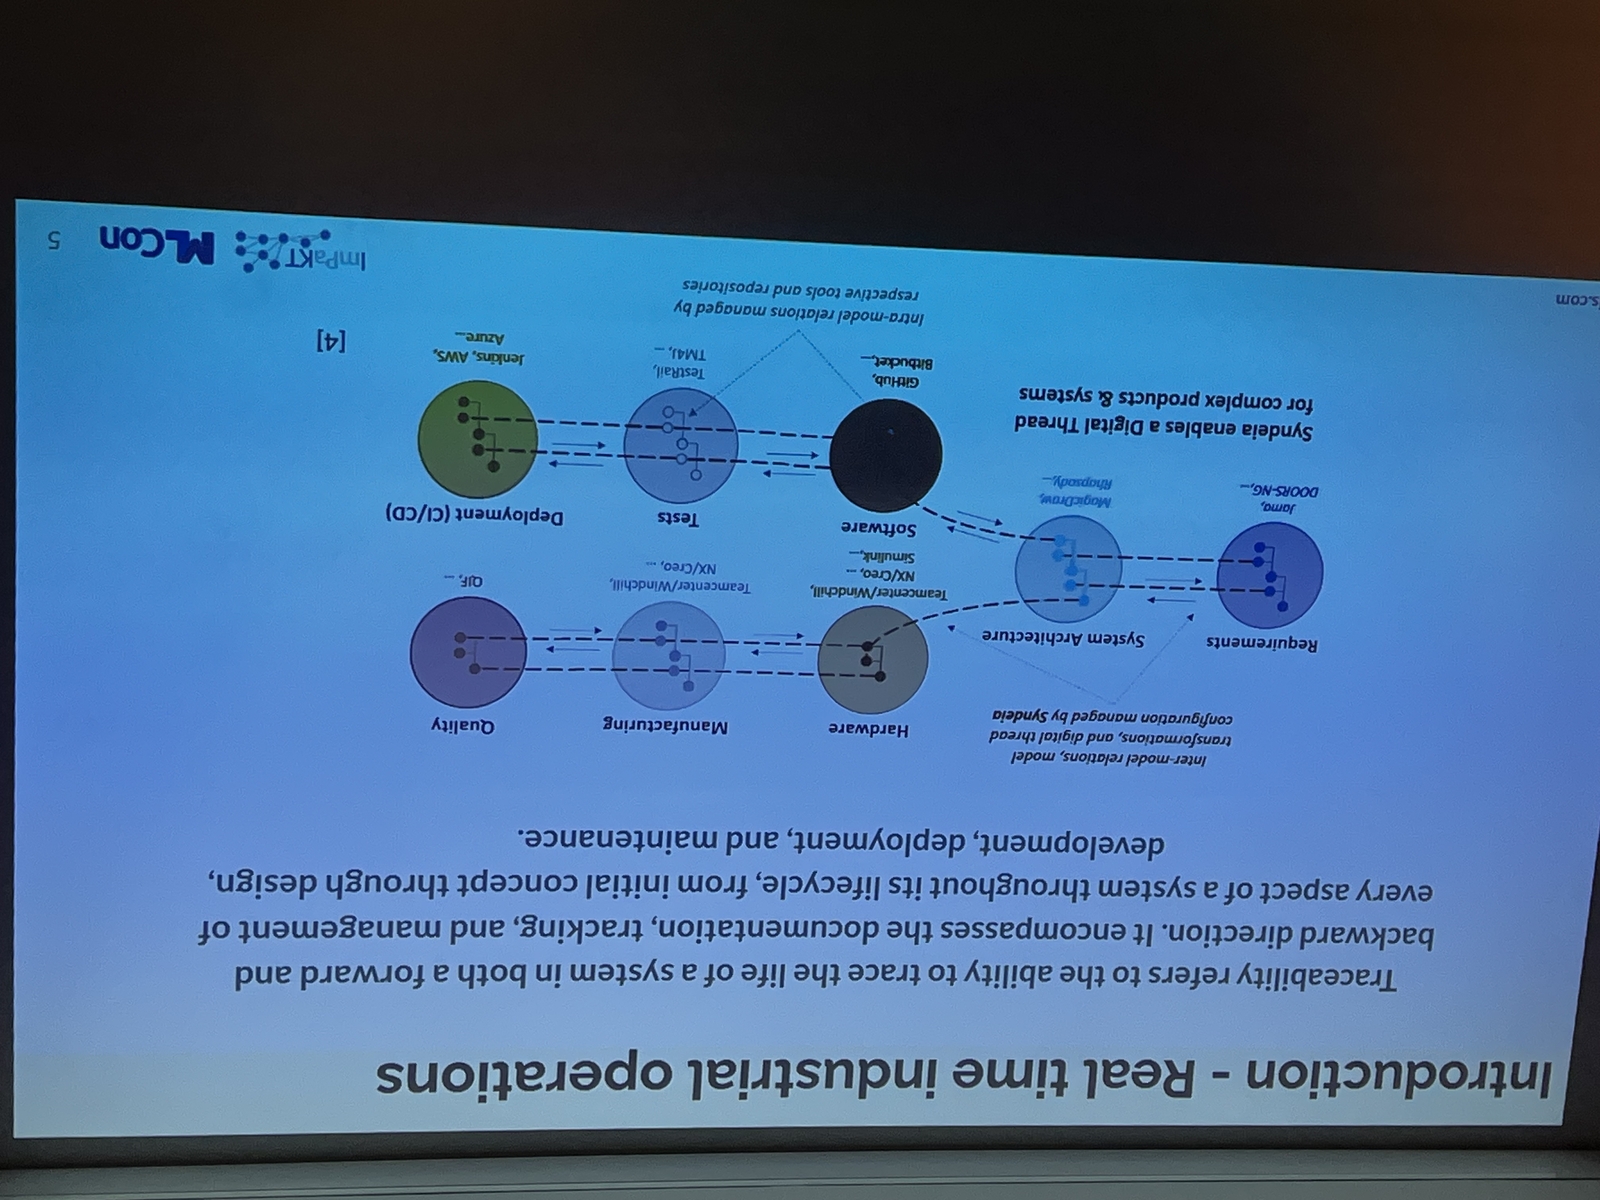 Introduction - Real time industrial operations
Traceability refers to the ability to trace the life of a system in both a forward and
backward direction. It encompasses the documentation, tracking, and management of
every aspect of a system throughout its lifecycle, from initial concept through design,
development, deployment, and maintenance.
Inter-model relations, model
transformations, and digital thread
configuration managed by Syndeia
Requirements
Jama,
DOORS-NG,...
System Architecture
MagicDraw,
Rhapsody,...
Hardware
Teamcenter/Windchill,
NX/Creo, ...
Simulink,...
Manufacturing
Teamcenter/Windchill,
NX/Creo, ...
Quality
QIF, ...
Software
GitHub,
Bitbucket,...
Tests
TestRail,
TM4J, ...
Deployment (CI/CD)
Jenkins, AWS,
Azure...
Syndeia enables a Digital Thread
for complex products & systems
Intra-model relations managed by
respective tools and repositories
[4]
s.com
ImPaKT
MLCon
5